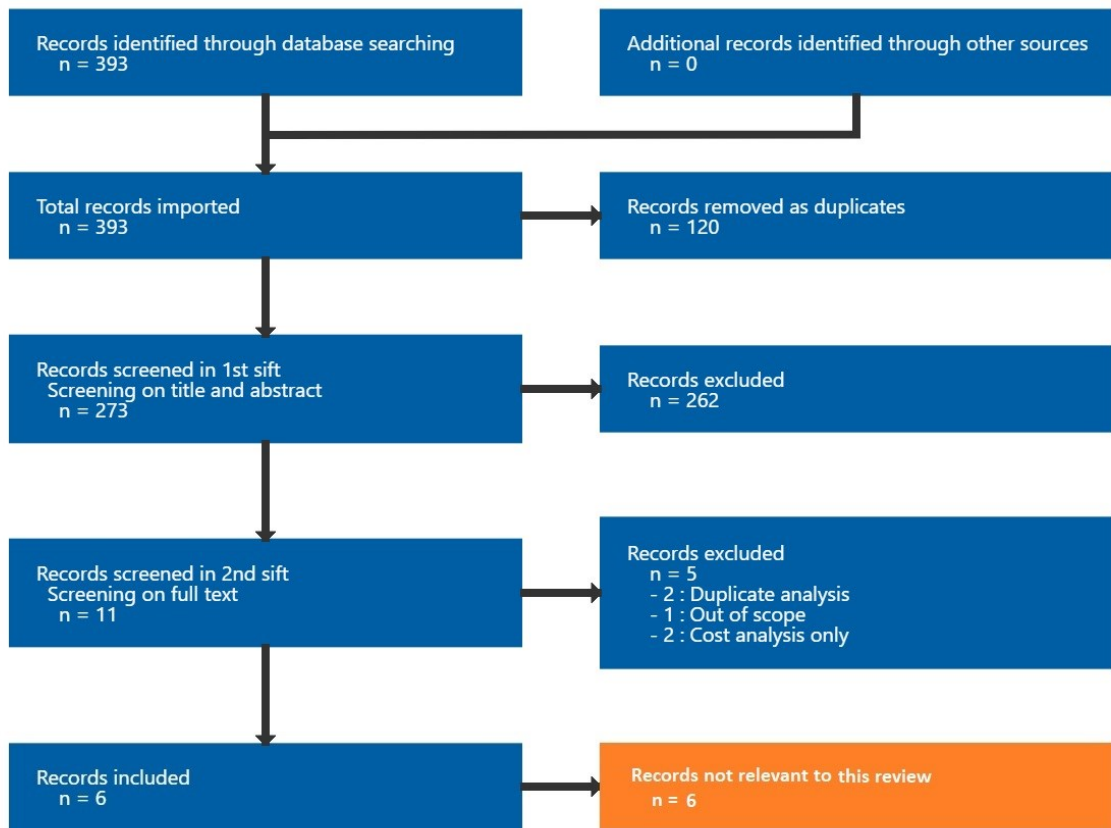 Records identified through database searching
n = 393
Additional records identified through other sources
n = 0
Total records imported
n = 393
Records removed as duplicates
n = 120
Records screened in 1st sift
Screening on title and abstract
n = 273
Records excluded
n = 262
Records screened in 2nd sift
Screening on full text
n = 11
Records excluded
n = 5
- 2 : Duplicate analysis
- 1 : Out of scope
- 2 : Cost analysis only
Records included
n = 6
Records not relevant to this review
n = 6